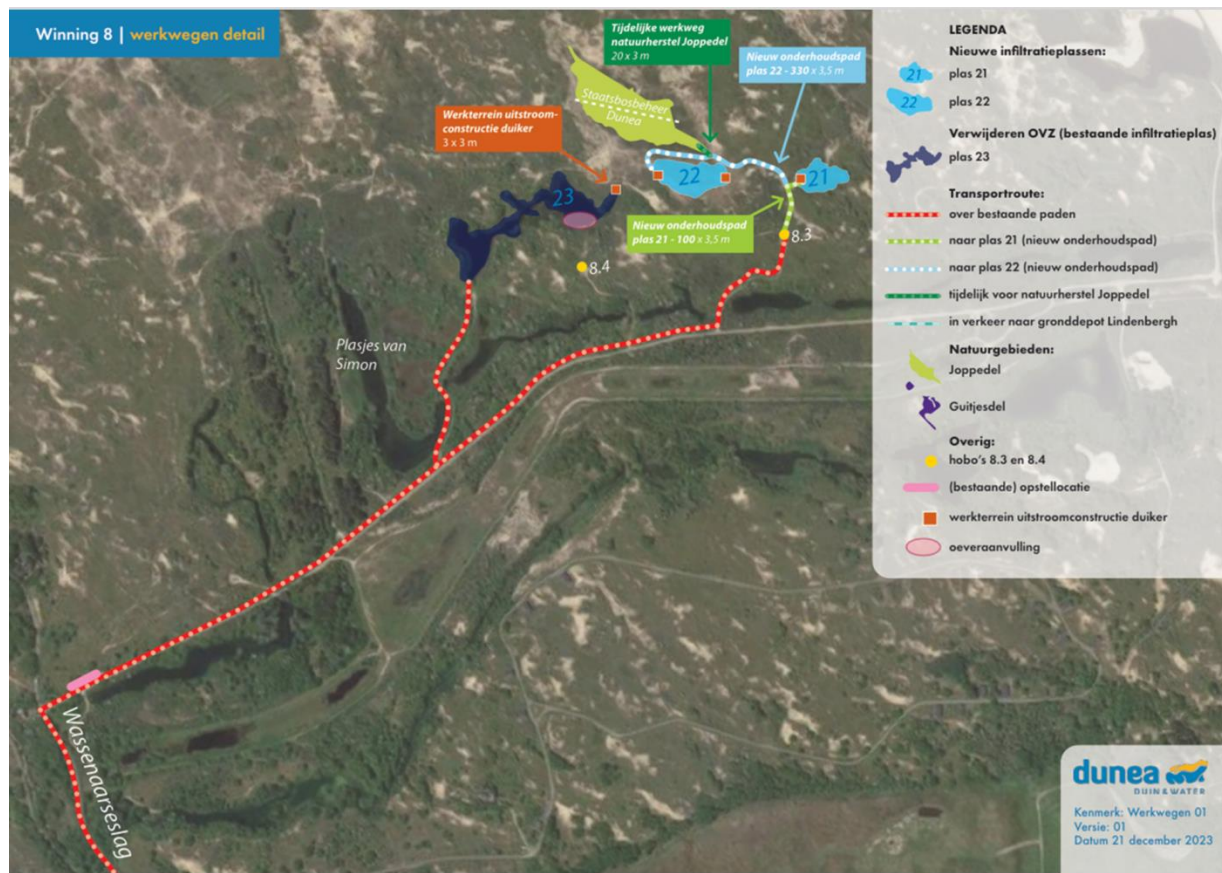 Winning 8 | werkwegen detail
Tijdelijke werkweg
natuurherstel Joppedel
20 x 3 m
Nieuw onderhoudspad
plas 22 - 330 x 3,5 m
Staatsbosbeheer
Dunea
Werkterrein uitstroom-
constructie duiker
3 x 3 m
22
21
23
Nieuw onderhoudspad
plas 21 - 100 x 3,5 m
8.3
8.4
Plasjes van
Simon
Wassenaarseslag
LEGENDA
Nieuwe infiltratieplassen:
21 plas 21
22 plas 22
Verwijderen OVZ (bestaande infiltratieplas)
plas 23
Transportroute:
over bestaande paden
naar plas 21 (nieuw onderhoudspad)
naar plas 22 (nieuw onderhoudspad)
tijdelijk voor natuurherstel Joppedel
in verkeer naar gronddepot Lindenbergh
Natuurgebieden:
Joppedel
Guitjesdel
Overig:
hobo's 8.3 en 8.4
(bestaande) opstellocatie
werkterrein uitstroomconstructie duiker
oeveraanvulling
dunea
DUIN & WATER
Kenmerk: Werkwegen 01
Versie: 01
Datum 21 december 2023